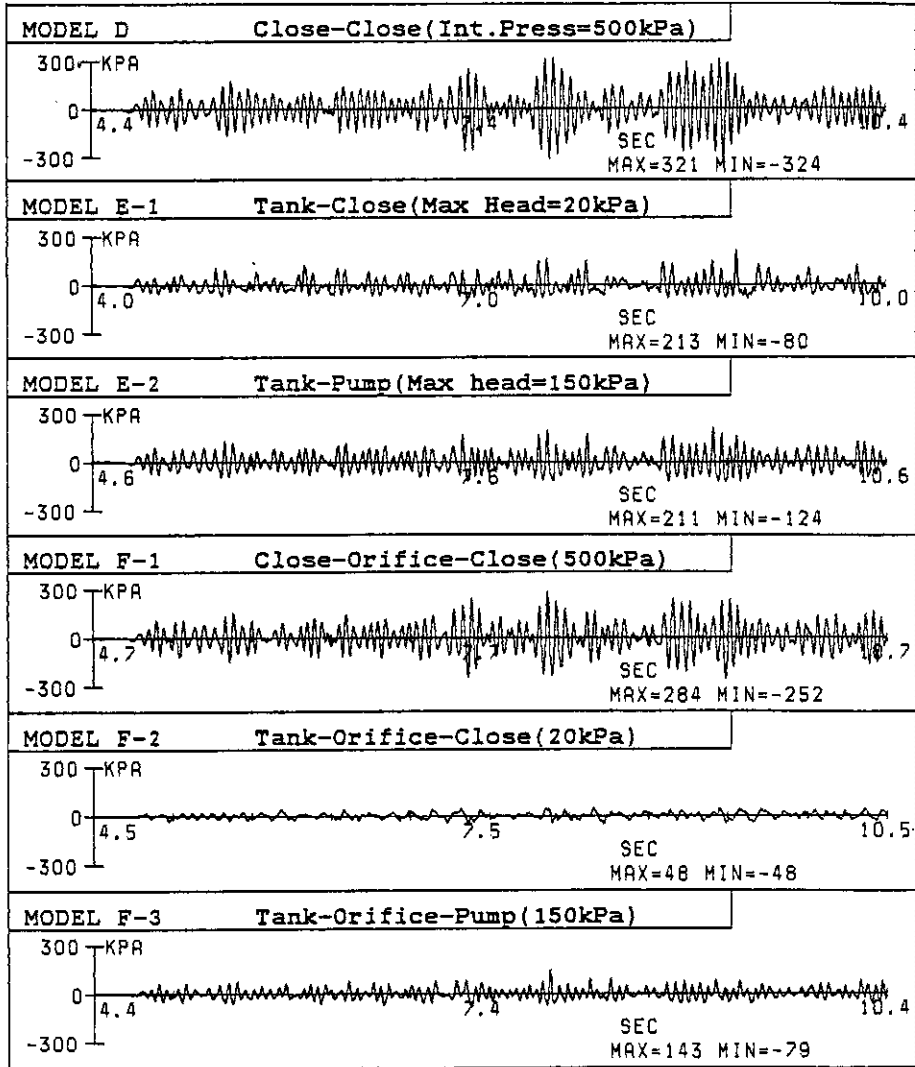 MODEL D Close-Close(Int.Press=500kPa)
300 KPA
0
4.4 7.4 10.4
SEC
-300
MAX=321 MIN=-324
MODEL E-1 Tank-Close(Max Head=20kPa)
300 KPA
0
4.0 7.0 10.0
SEC
-300
MAX=213 MIN=-80
MODEL E-2 Tank-Pump(Max head=150kPa)
300 KPA
0
4.6 7.6 10.6
SEC
-300
MAX=211 MIN=-124
MODEL F-1 Close-Orifice-Close(500kPa)
300 KPA
0
4.7 7.7 10.7
SEC
-300
MAX=284 MIN=-252
MODEL F-2 Tank-Orifice-Close(20kPa)
300 KPA
0
4.5 7.5 10.5
SEC
-300
MAX=48 MIN=-48
MODEL F-3 Tank-Orifice-Pump(150kPa)
300 KPA
0
4.4 7.4 10.4
SEC
-300
MAX=143 MIN=-79